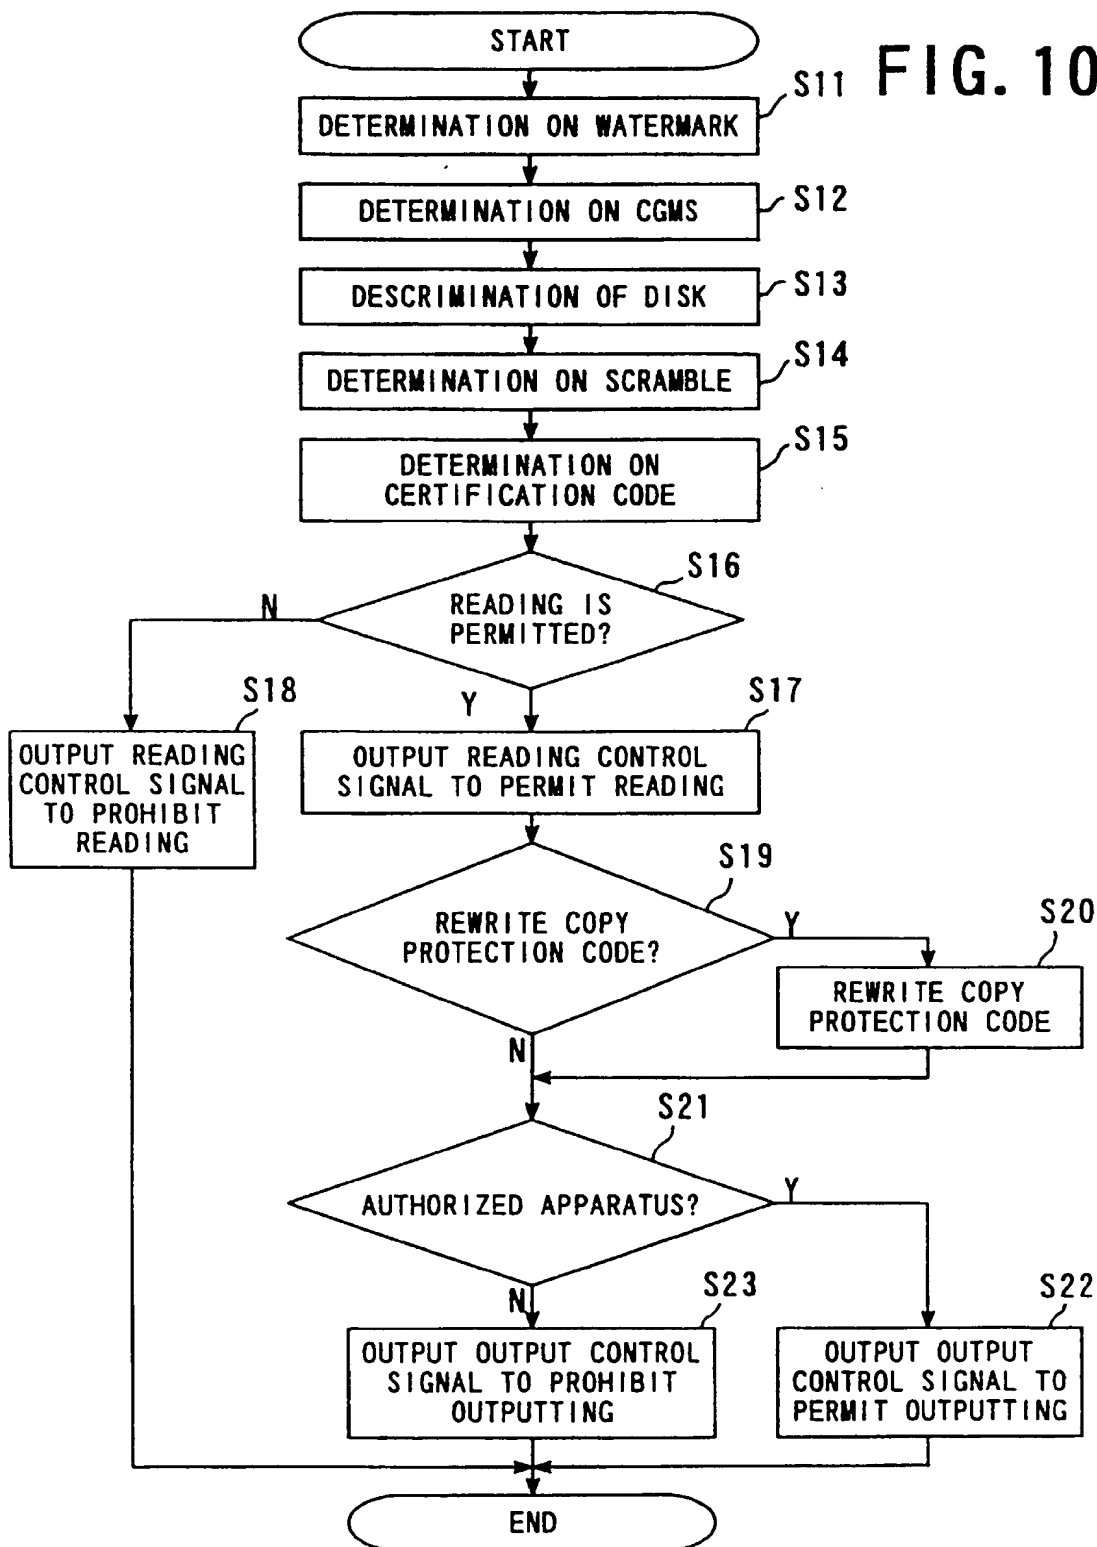 START
FIG. 10
S11
DETERMINATION ON WATERMARK
S12
DETERMINATION ON CGMS
S13
DESCRIMINATION OF DISK
S14
DETERMINATION ON SCRAMBLE
S15
DETERMINATION ON
CERTIFICATION CODE
S16
N
READING IS
PERMITTED?
Y
S18
S17
OUTPUT READING
CONTROL SIGNAL
TO PROHIBIT
READING
OUTPUT READING CONTROL
SIGNAL TO PERMIT READING
S19
REWRITE COPY
PROTECTION CODE?
Y
S20
REWRITE COPY
PROTECTION CODE
N
S21
AUTHORIZED APPARATUS?
Y
N
S23
S22
OUTPUT OUTPUT CONTROL
SIGNAL TO PROHIBIT
OUTPUTTING
OUTPUT OUTPUT
CONTROL SIGNAL TO
PERMIT OUTPUTTING
END